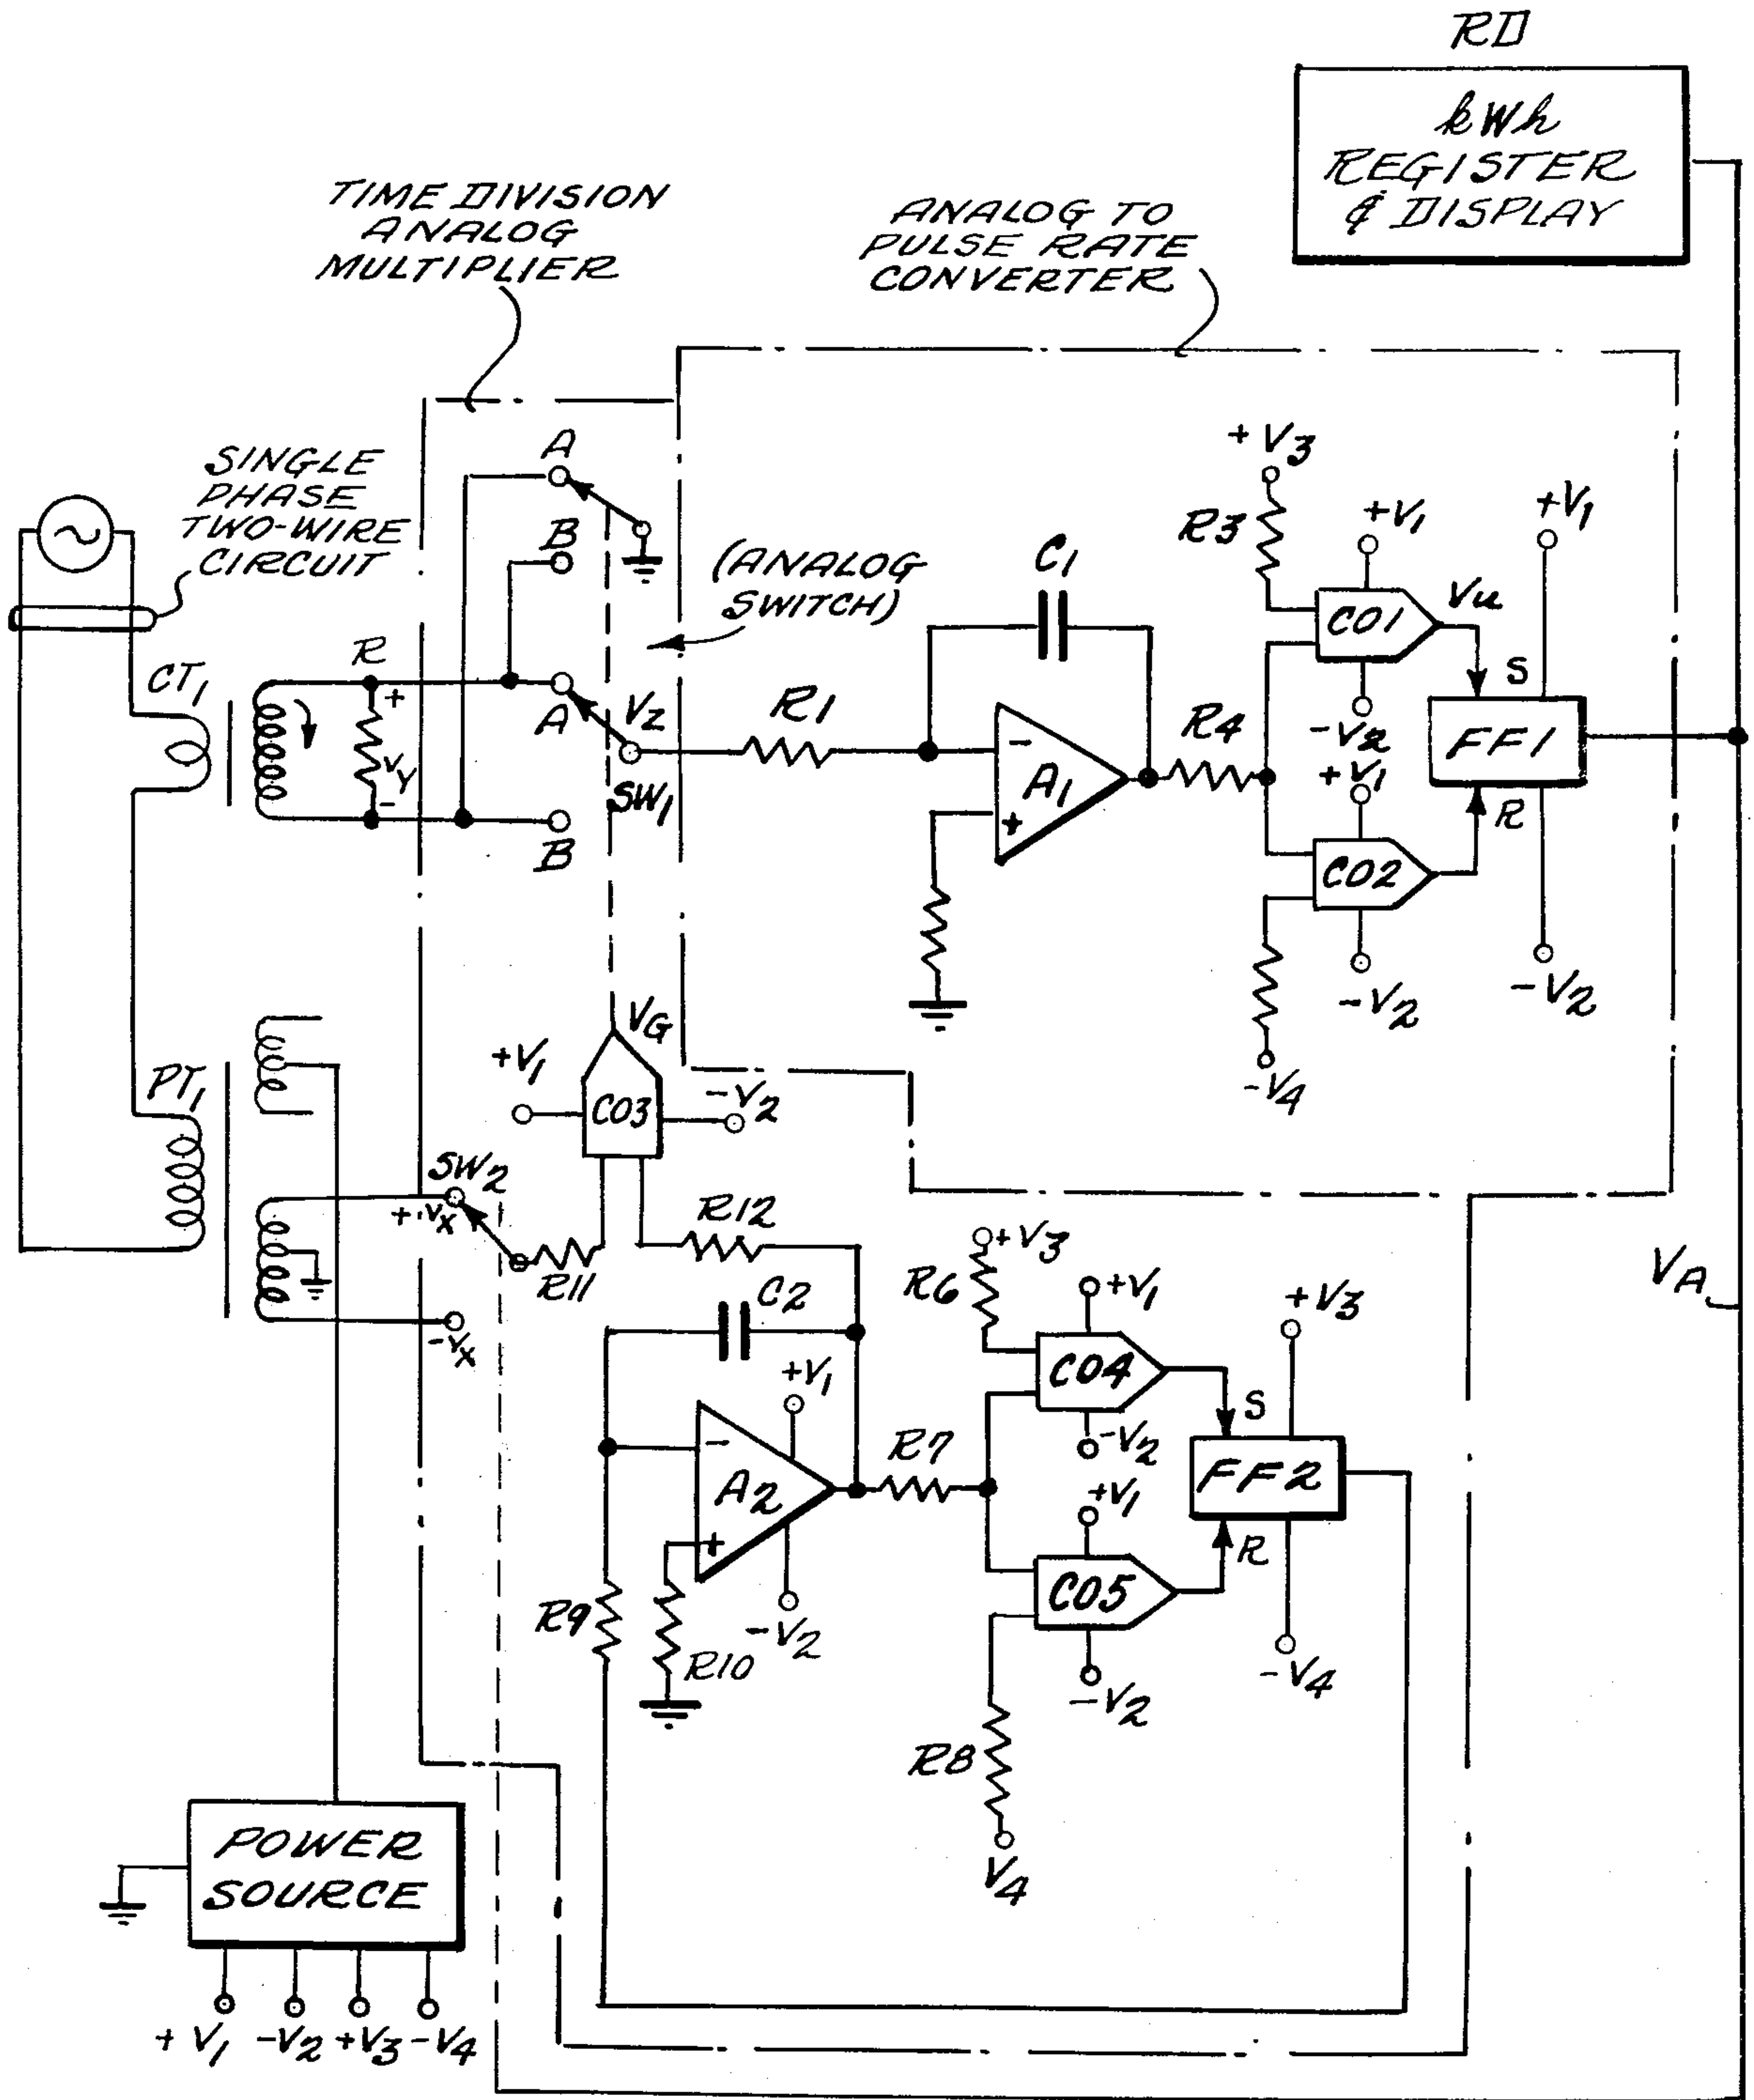 RD
kWh
REGISTER
& DISPLAY
TIME DIVISION
ANALOG
MULTIPLIER
ANALOG TO
PULSE RATE
CONVERTER
SINGLE
PHASE
TWO-WIRE
CIRCUIT
A
B
(ANALOG
SWITCH)
+V3
R3
+V1
+V1
C1
CO1
Vu
S
CT1
R
+
VY
-
A
VZ
SW1
B
R1
-
A1
+
R4
-V2
+V1
FF1
R
CO2
-V2
-V2
-V4
VG
+V1
CO3
-V2
PT1
SW2
+VX
-VX
R11
R12
C2
+V3
R6
+V1
+V3
VA
CO4
S
+V1
-
A2
+
R7
-V2
+V1
FF2
R
CO5
R9
R10
-V2
-V2
-V4
R8
V4
POWER
SOURCE
+V1 -V2 +V3 -V4